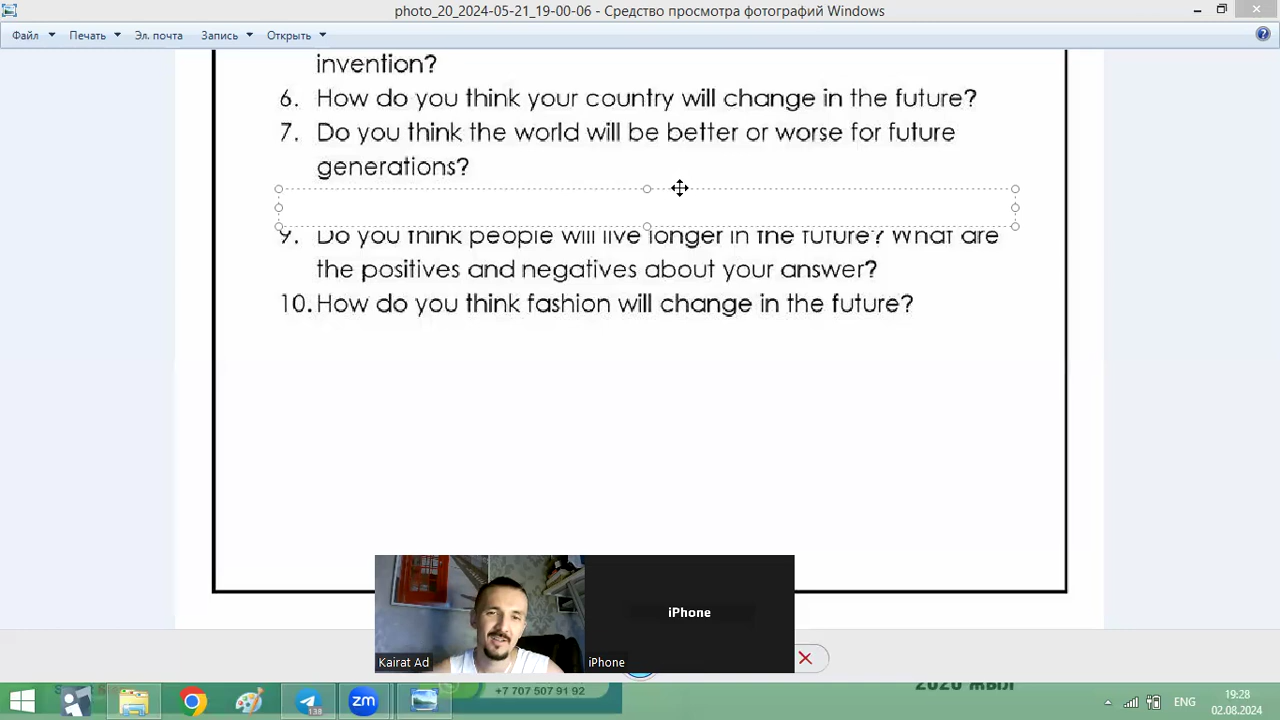 photo_20_2024-05-21_19-00-06 - Средство просмотра фотографий Windows
Файл Печать Эл. почта Запись Открыть
invention?
6. How do you think your country will change in the future?
7. Do you think the world will be better or worse for future
generations?
9. Do you think people will live longer in the future? What are
the positives and negatives about your answer?
10. How do you think fashion will change in the future?
iPhone
Kairat Ad
iPhone
+7 707 507 91 92
138
zm
ENG
19:28
02.08.2024